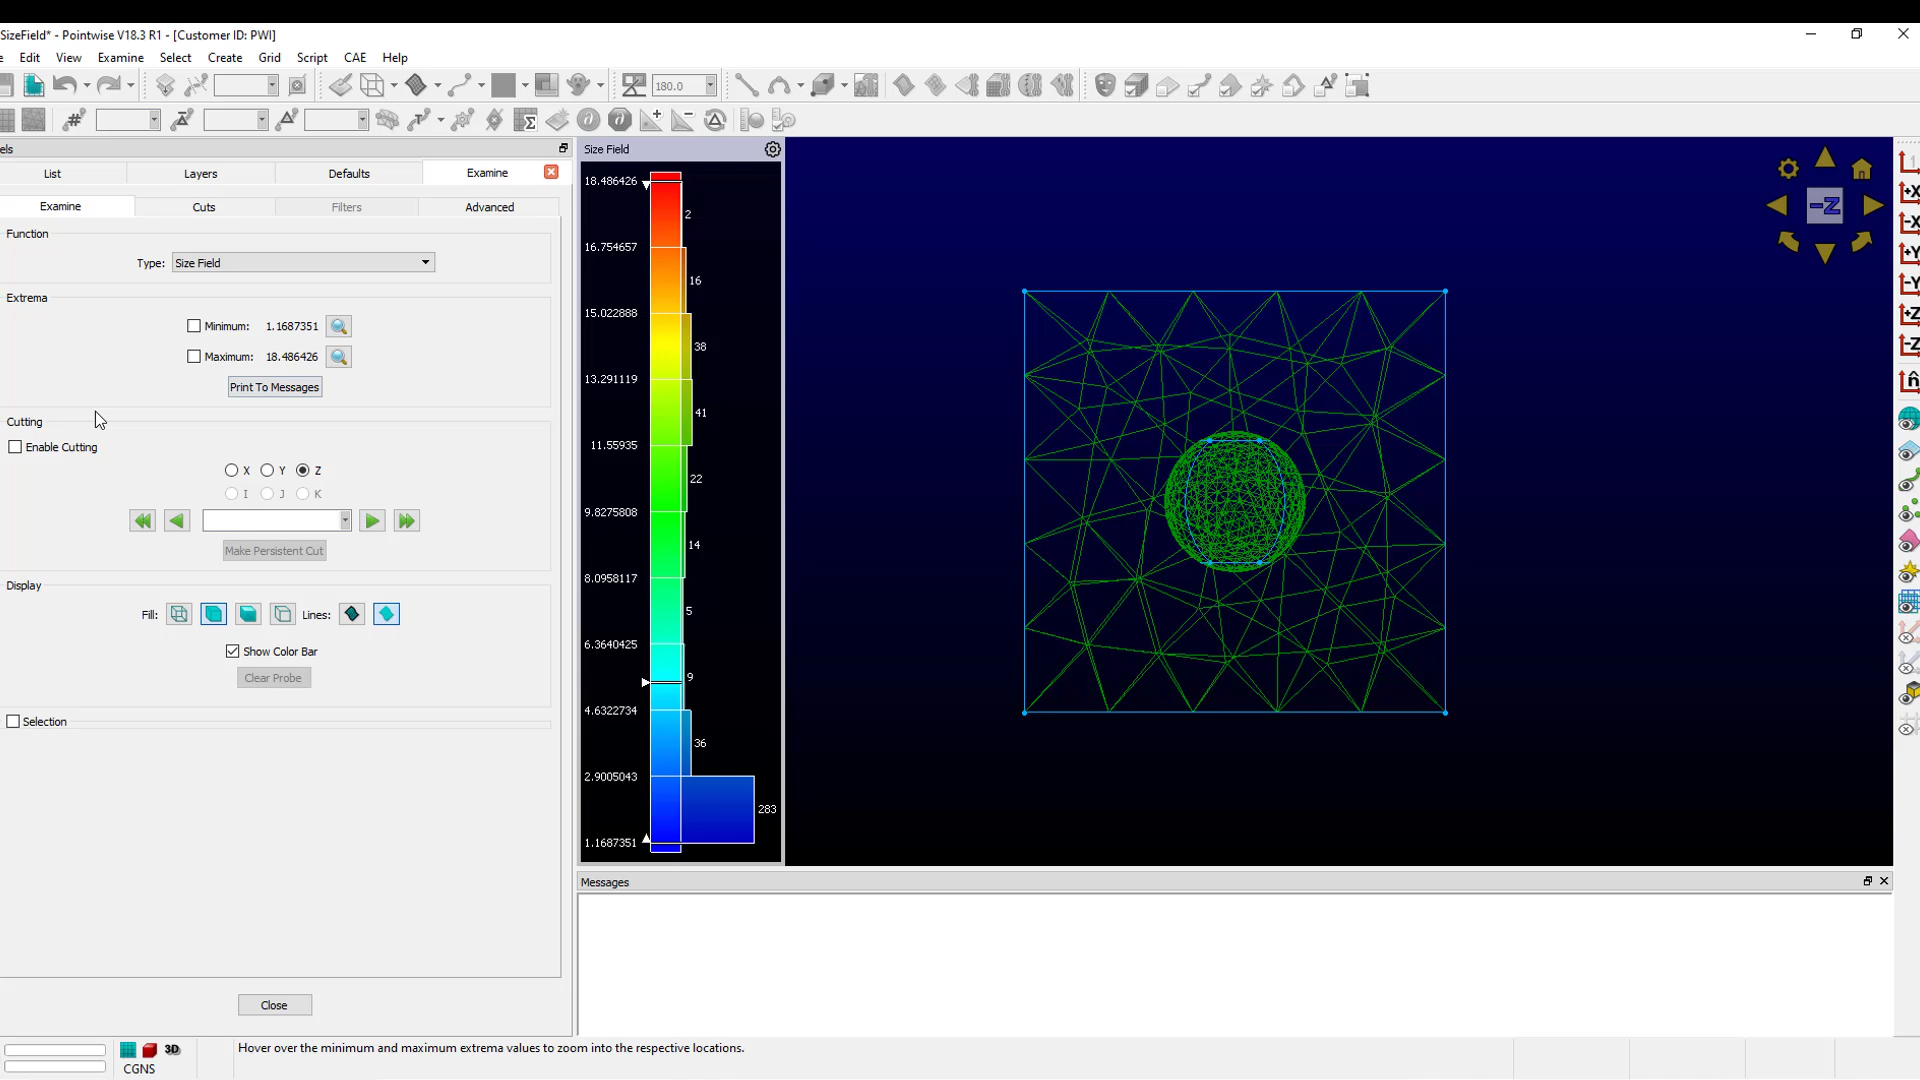 SizeField* - Pointwise V18.3 R1 - [Customer ID: PWI]
e Edit View Examine Select Create Grid Script CAE Help
180.0
els
List Layers Defaults Examine
Examine Cuts Filters Advanced
Function
Type: Size Field
Extrema
Minimum: 1.1687351
Maximum: 18.486426
Print To Messages
Cutting
Enable Cutting
X Y Z
I J K
Make Persistent Cut
Display
Fill: Lines:
Show Color Bar
Clear Probe
Selection
Close
Size Field
18.486426
2
16.754657
16
15.022888
38
13.291119
41
11.55935
22
9.8275808
14
8.0958117
5
6.3640425
9
4.6322734
36
2.9005043
283
1.1687351
-Z
1
+X
-X
+Y
-Y
+Z
-Z
n̂
Messages
3D
CGNS
Hover over the minimum and maximum extrema values to zoom into the respective locations.